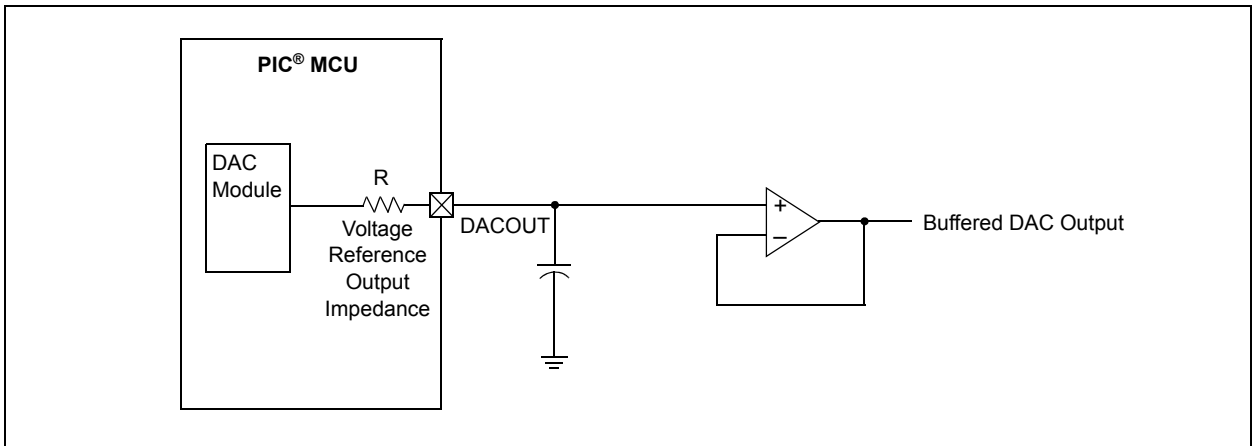 PIC® MCU
DAC
Module
R
Voltage
Reference
Output
Impedance
DACOUT
+
–
Buffered DAC Output